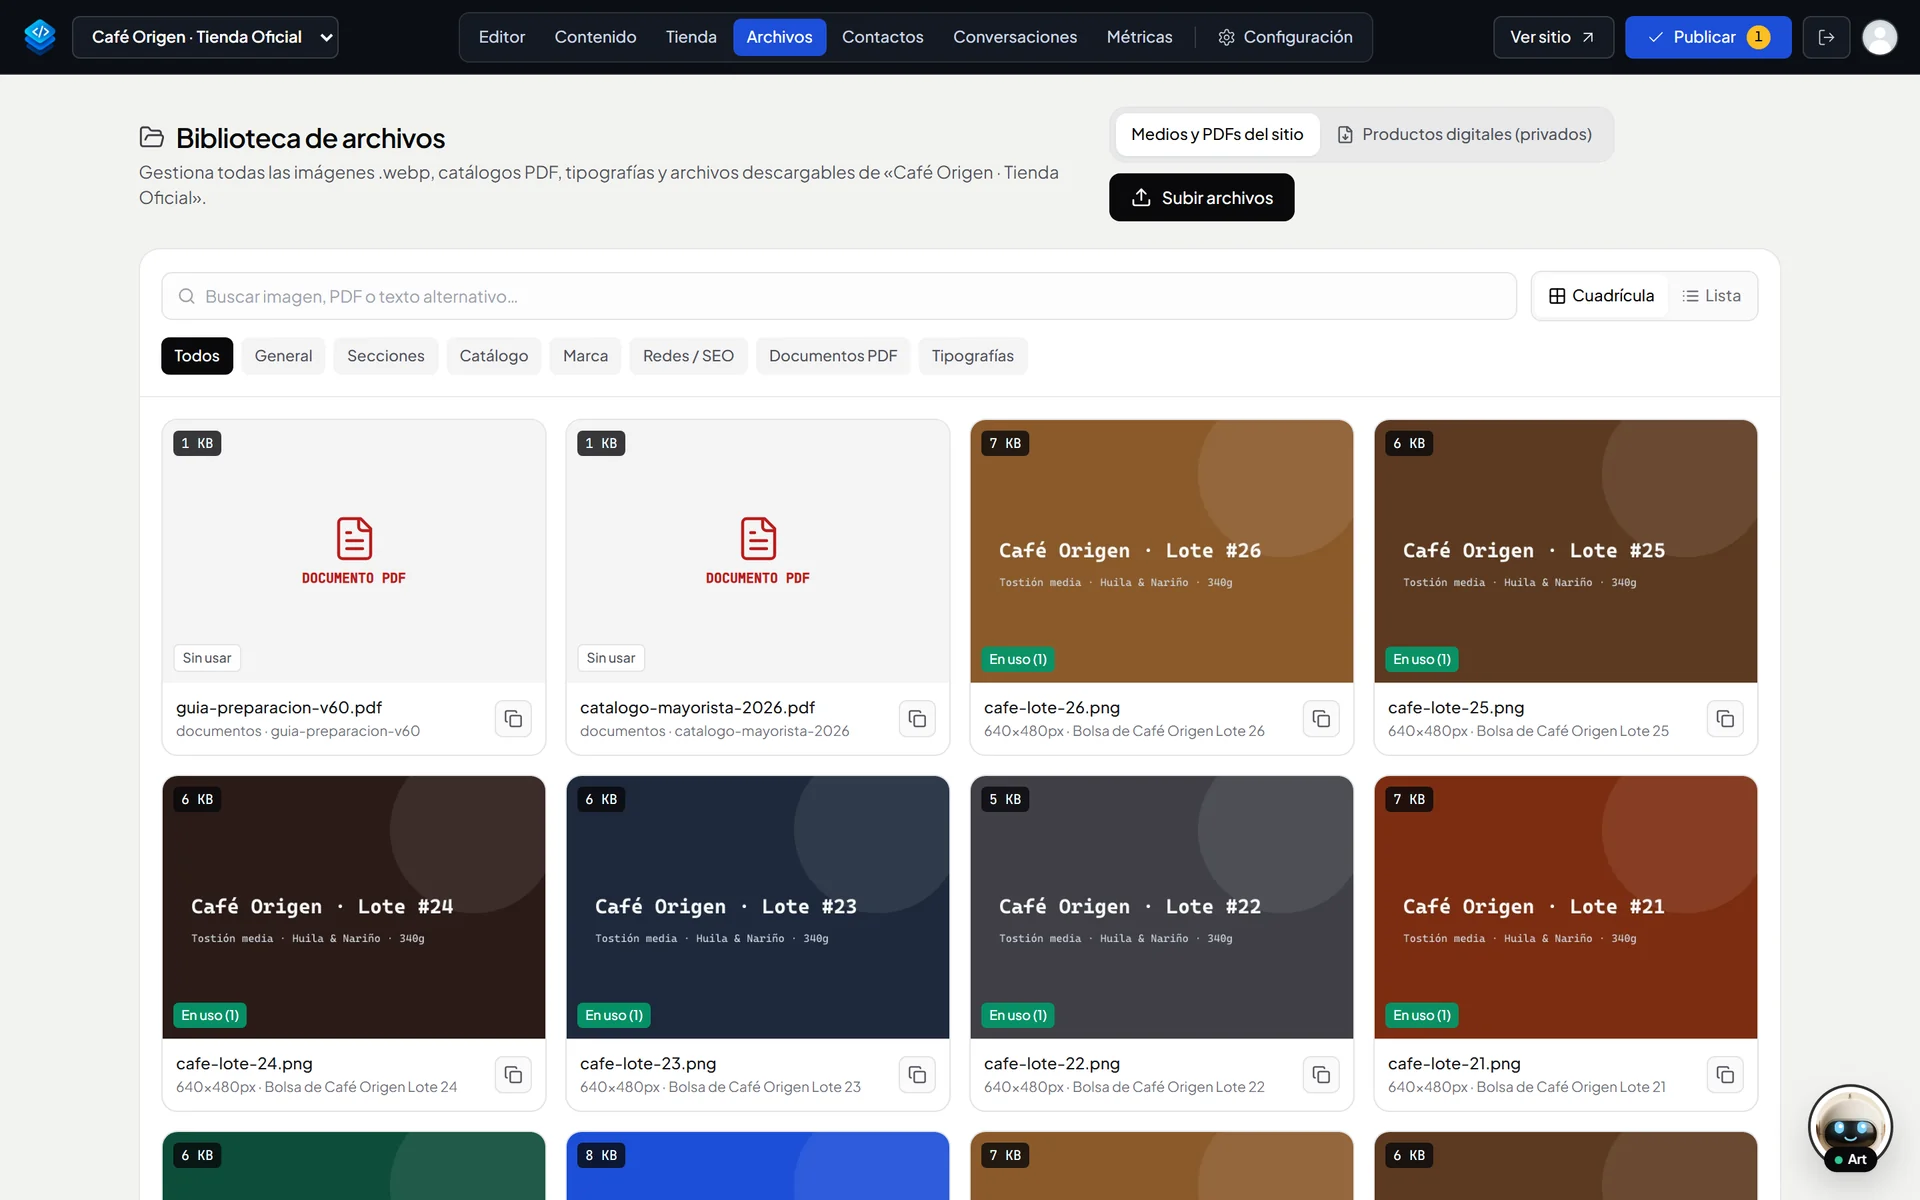 Café Origen · Tienda Oficial
Editor
Contenido
Tienda
Archivos
Contactos
Conversaciones
Métricas
Configuración
Ver sitio
Publicar 1
Biblioteca de archivos
Gestiona todas las imágenes .webp, catálogos PDF, tipografías y archivos descargables de «Café Origen · Tienda
Oficial».
Medios y PDFs del sitio
Productos digitales (privados)
Subir archivos
Buscar imagen, PDF o texto alternativo...
Cuadrícula
Lista
Todos
General
Secciones
Catálogo
Marca
Redes / SEO
Documentos PDF
Tipografías
1 KB
DOCUMENTO PDF
Sin usar
guia-preparacion-v60.pdf
documentos · guia-preparacion-v60
1 KB
DOCUMENTO PDF
Sin usar
catalogo-mayorista-2026.pdf
documentos · catalogo-mayorista-2026
7 KB
Café Origen · Lote #26
Tostión media · Huila & Nariño · 340g
En uso (1)
cafe-lote-26.png
640×480px · Bolsa de Café Origen Lote 26
6 KB
Café Origen · Lote #25
Tostión media · Huila & Nariño · 340g
En uso (1)
cafe-lote-25.png
640×480px · Bolsa de Café Origen Lote 25
6 KB
Café Origen · Lote #24
Tostión media · Huila & Nariño · 340g
En uso (1)
cafe-lote-24.png
640×480px · Bolsa de Café Origen Lote 24
6 KB
Café Origen · Lote #23
Tostión media · Huila & Nariño · 340g
En uso (1)
cafe-lote-23.png
640×480px · Bolsa de Café Origen Lote 23
5 KB
Café Origen · Lote #22
Tostión media · Huila & Nariño · 340g
En uso (1)
cafe-lote-22.png
640×480px · Bolsa de Café Origen Lote 22
7 KB
Café Origen · Lote #21
Tostión media · Huila & Nariño · 340g
En uso (1)
cafe-lote-21.png
640×480px · Bolsa de Café Origen Lote 21
6 KB
8 KB
7 KB
6 KB
Art